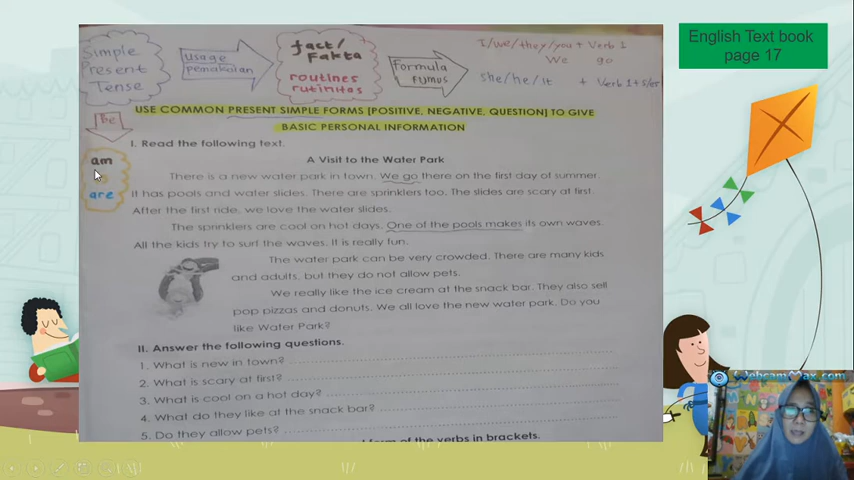 English Text book
page 17
Simple
Present
Tense
usage
pemakaian
fact/
Fakta
routines
rutinitas
Formula
rumus
I/we/they/you + Verb 1
We go
she/he/it + Verb 1 + s/es
Be
am
are
USE COMMON PRESENT SIMPLE FORMS [POSITIVE, NEGATIVE, QUESTION] TO GIVE
BASIC PERSONAL INFORMATION
I. Read the following text.
A Visit to the Water Park
There is a new water park in town. We go there on the first day of summer.
It has pools and water slides. There are sprinklers too. The slides are scary at first.
After the first ride, we love the water slides.
The sprinklers are cool on hot days. One of the pools makes its own waves.
All the kids try to surf the waves. It is really fun.
The water park can be very crowded. There are many kids
and adults, but they do not allow pets.
We really like the ice cream at the snack bar. They also sell
pop pizzas and donuts. We all love the new water park. Do you
like Water Park?
II. Answer the following questions.
1. What is new in town?
2. What is scary at first?
3. What is cool on a hot day?
4. What do they like at the snack bar?
5. Do they allow pets?
form of the verbs in brackets.
WebcamMax.com